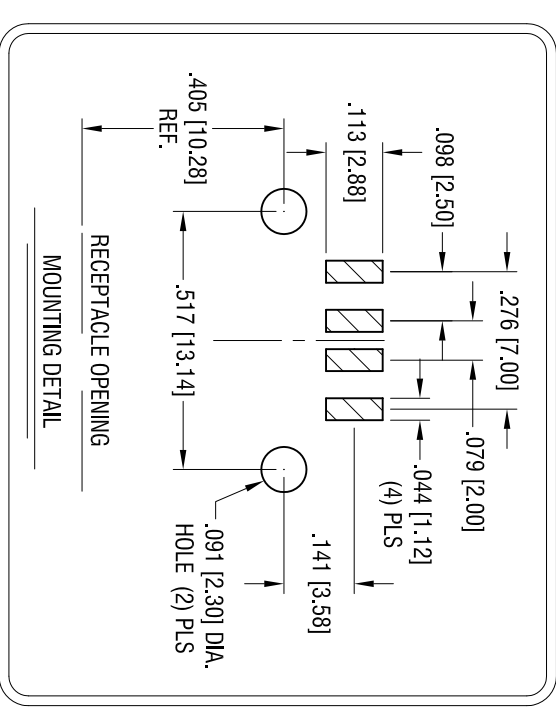 .276 [7.00]
.098 [2.50]
.079 [2.00]
.113 [2.88]
.044 [1.12]
(4) PLS
.141 [3.58]
.405 [10.28]
REF.
.517 [13.14]
.091 [2.30] DIA.
HOLE (2) PLS
RECEPTACLE OPENING
MOUNTING DETAIL